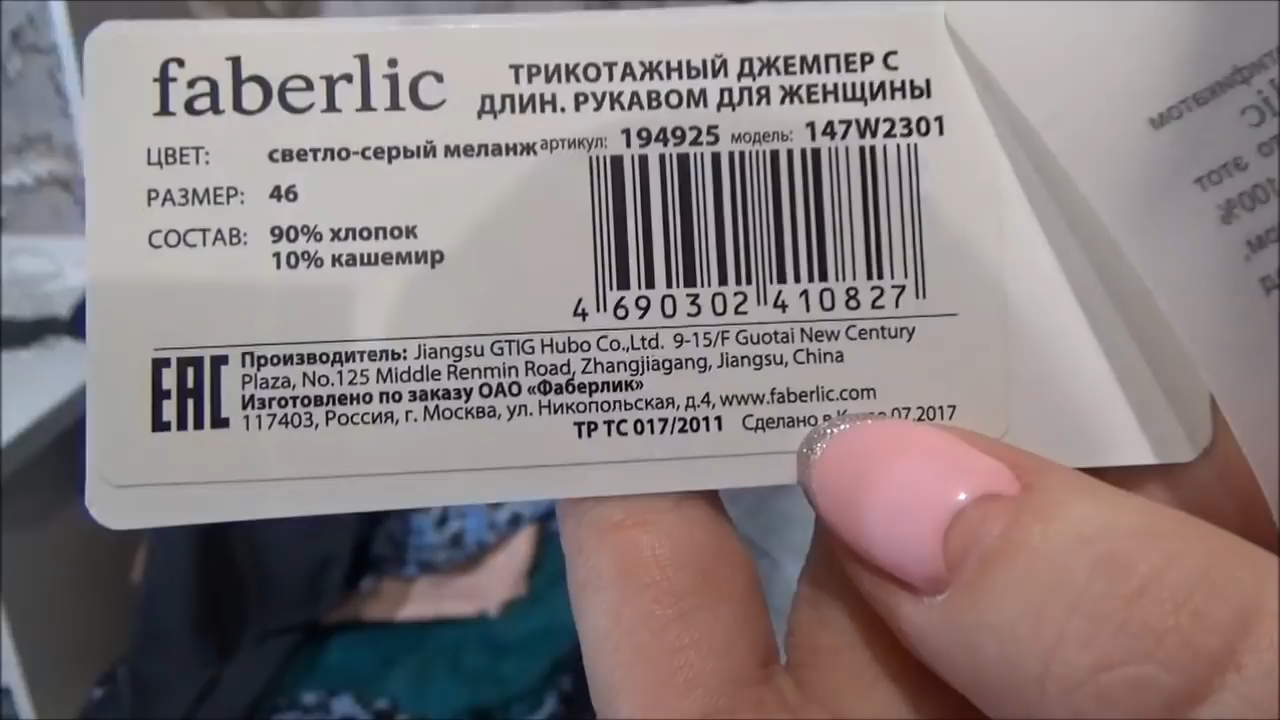 faberlic
ТРИКОТАЖНЫЙ ДЖЕМПЕР С
ДЛИН. РУКАВОМ ДЛЯ ЖЕНЩИНЫ
ЦВЕТ: светло-серый меланж артикул: 194925 модель: 147W2301
РАЗМЕР: 46
СОСТАВ: 90% хлопок
10% кашемир
4 690302 410827
EAC
Производитель: Jiangsu GTIG Hubo Co.,Ltd. 9-15/F Guotai New Century
Plaza, No.125 Middle Renmin Road, Zhangjiagang, Jiangsu, China
Изготовлено по заказу ОАО «Фаберлик»
117403, Россия, г. Москва, ул. Никопольская, д.4, www.faberlic.com
ТР ТС 017/2011 Сделано в 07.2017